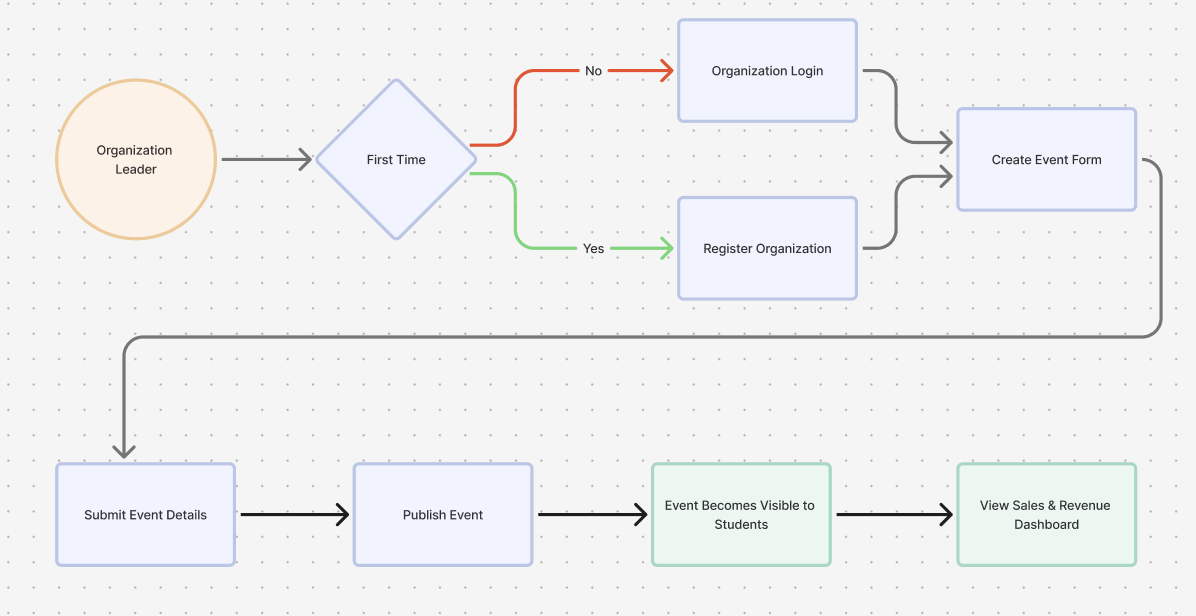 Organization
Leader
First Time
No
Organization Login
Yes
Register Organization
Create Event Form
Submit Event Details
Publish Event
Event Becomes Visible to
Students
View Sales & Revenue
Dashboard